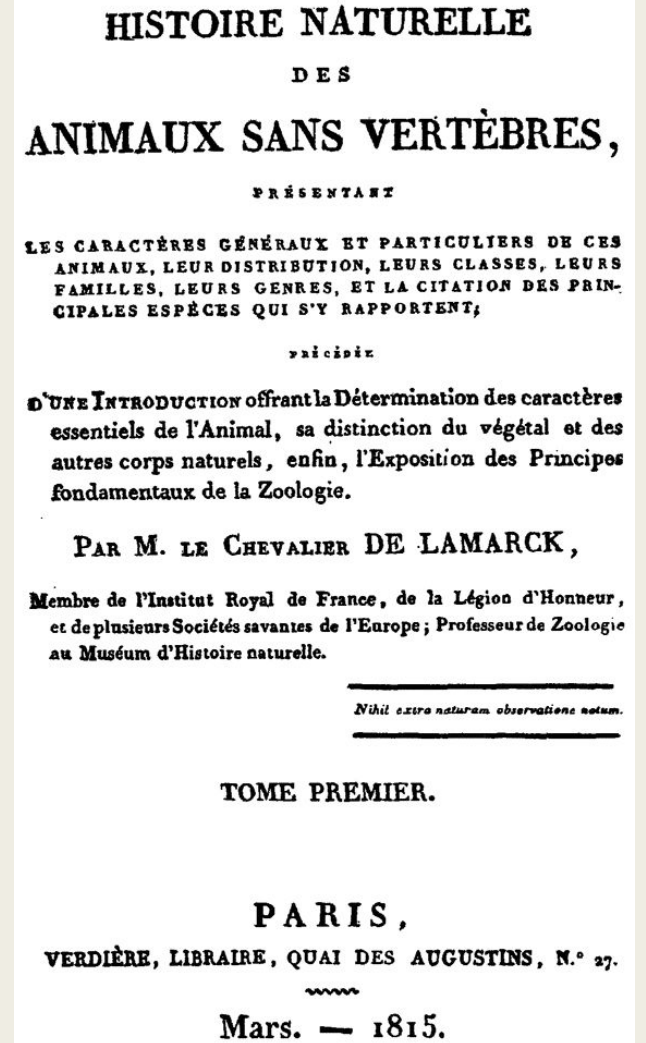 HISTOIRE NATURELLE
DES
ANIMAUX SANS VERTÈBRES,
PRÉSENTANT
LES CARACTÈRES GÉNÉRAUX ET PARTICULIERS DE CES
ANIMAUX, LEUR DISTRIBUTION, LEURS CLASSES, LEURS
FAMILLES, LEURS GENRES, ET LA CITATION DES PRIN-
CIPALES ESPÈCES QUI S'Y RAPPORTENT;
PRÉCÉDÉE
D'UNE INTRODUCTION offrant la Détermination des caractères
essentiels de l'Animal, sa distinction du végétal et des
autres corps naturels, enfin, l'Exposition des Principes
fondamentaux de la Zoologie.
PAR M. LE CHEVALIER DE LAMARCK,
Membre de l'Institut Royal de France, de la Légion d'Honneur,
et de plusieurs Sociétés savantes de l'Europe; Professeur de Zoologie
au Muséum d'Histoire naturelle.
Nihil extra naturam observatione notum.
TOME PREMIER.
PARIS,
VERDIÈRE, LIBRAIRE, QUAI DES AUGUSTINS, N.° 27.
Mars. — 1815.